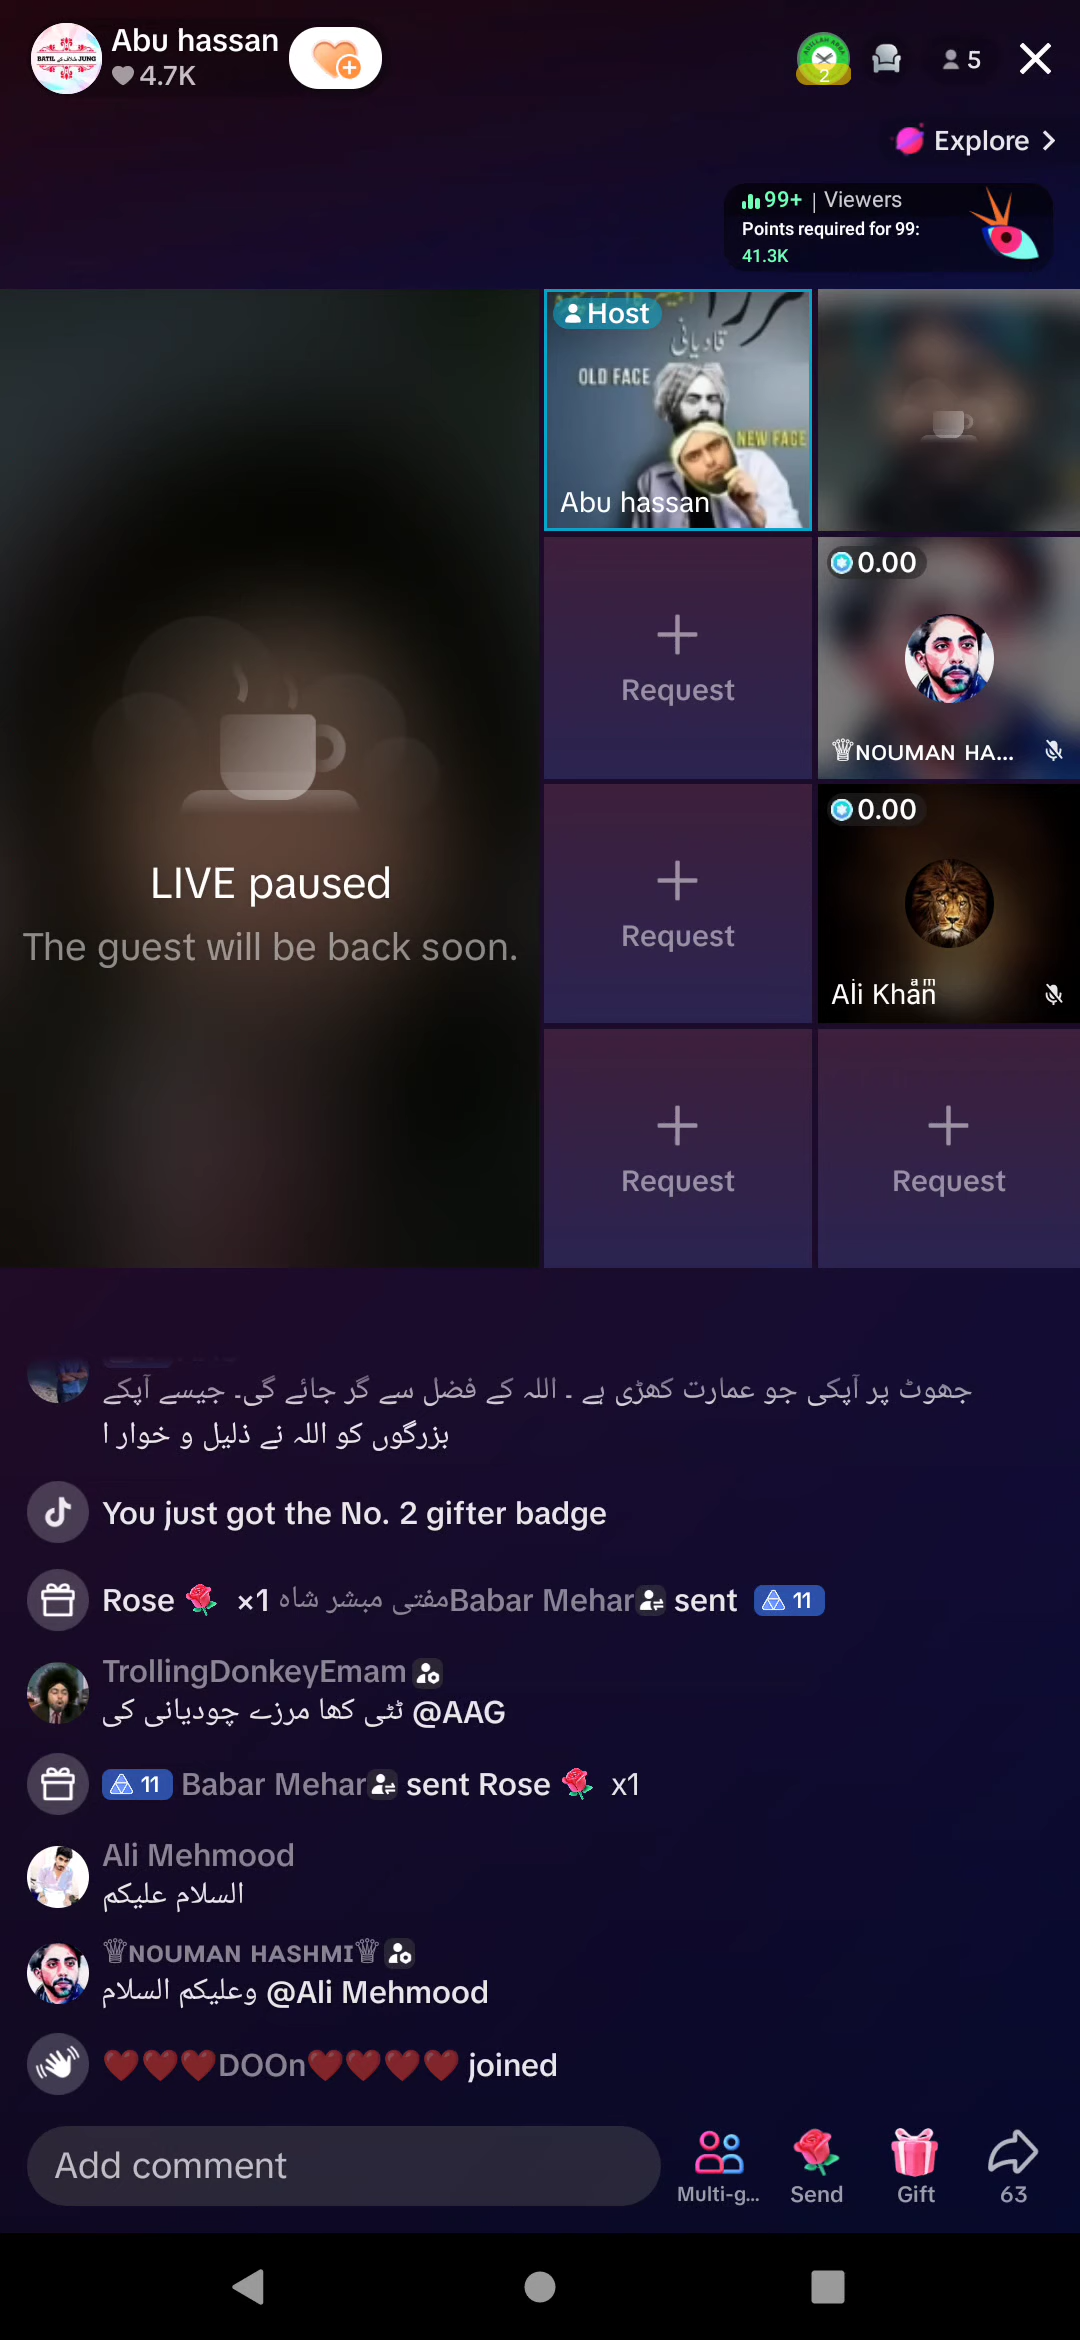 Abu hassan
4.7K
2
5
Explore
99+ | Viewers
Points required for 99:
41.3K
Host
قادیانی
OLD FACE
NEW FACE
Abu hassan
Request
0.00
♕NOUMAN HA...
Request
0.00
Ali Khan
Request
Request
LIVE paused
The guest will be back soon.
جھوٹ پر آپکی جو عمارت کھڑی ہے ۔ اللہ کے فضل سے گر جائے گی۔ جیسے آپکے
بزرگوں کو اللہ نے ذلیل و خوار ا
You just got the No. 2 gifter badge
Rose 🌹 ×1 مفتی مبشر شاہBabar Mehar sent 11
TrollingDonkeyEmam
ٹٹی کھا مرزے چودیانی کی @AAG
11 Babar Mehar sent Rose 🌹 x1
Ali Mehmood
السلام علیکم
♕NOUMAN HASHMI♕
وعلیکم السلام @Ali Mehmood
❤️❤️❤️DOOn❤️❤️❤️❤️ joined
Add comment
Multi-g...
Send
Gift
63